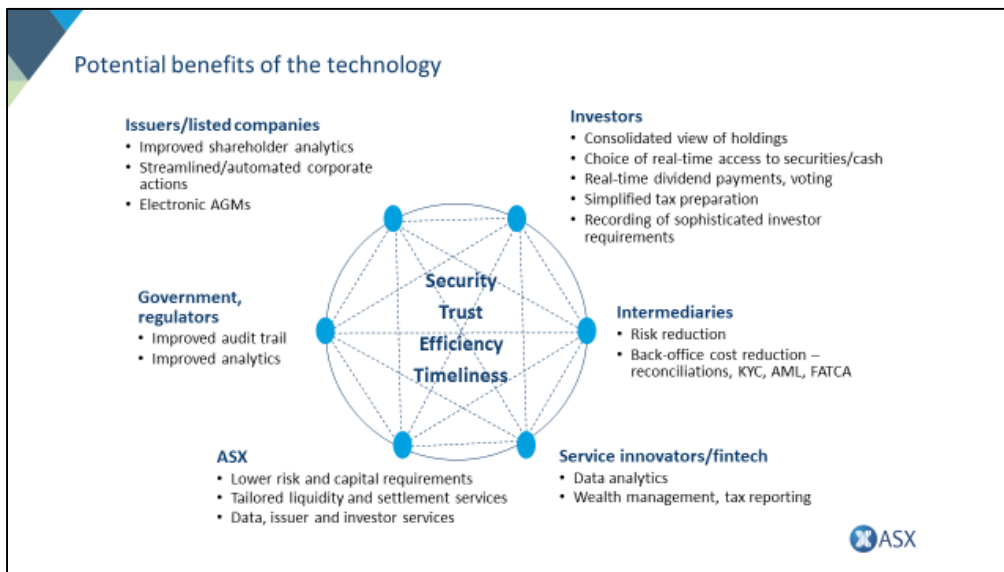 Potential benefits of the technology
Issuers/listed companies
• Improved shareholder analytics
• Streamlined/automated corporate
actions
• Electronic AGMs
Investors
• Consolidated view of holdings
• Choice of real-time access to securities/cash
• Real-time dividend payments, voting
• Simplified tax preparation
• Recording of sophisticated investor
requirements
Security
Trust
Efficiency
Timeliness
Government,
regulators
• Improved audit trail
• Improved analytics
Intermediaries
• Risk reduction
• Back-office cost reduction –
reconciliations, KYC, AML, FATCA
ASX
• Lower risk and capital requirements
• Tailored liquidity and settlement services
• Data, issuer and investor services
Service innovators/fintech
• Data analytics
• Wealth management, tax reporting
ASX